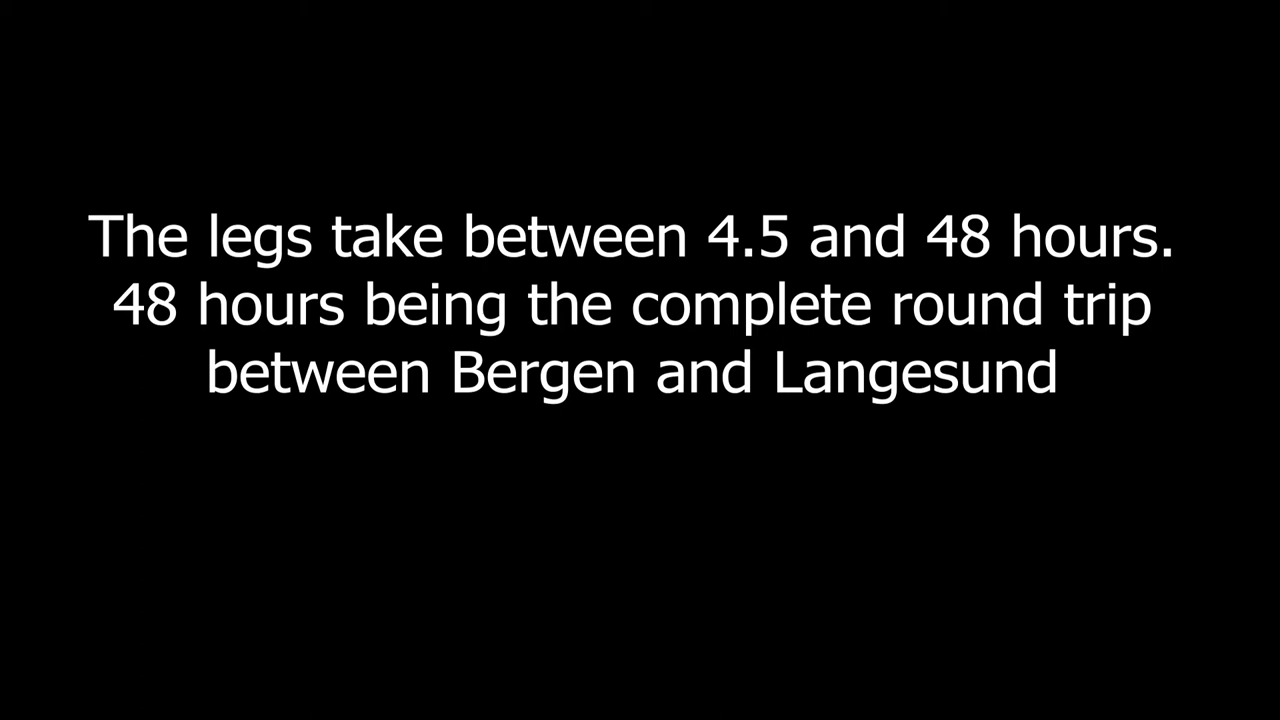 The legs take between 4.5 and 48 hours.
48 hours being the complete round trip
between Bergen and Langesund